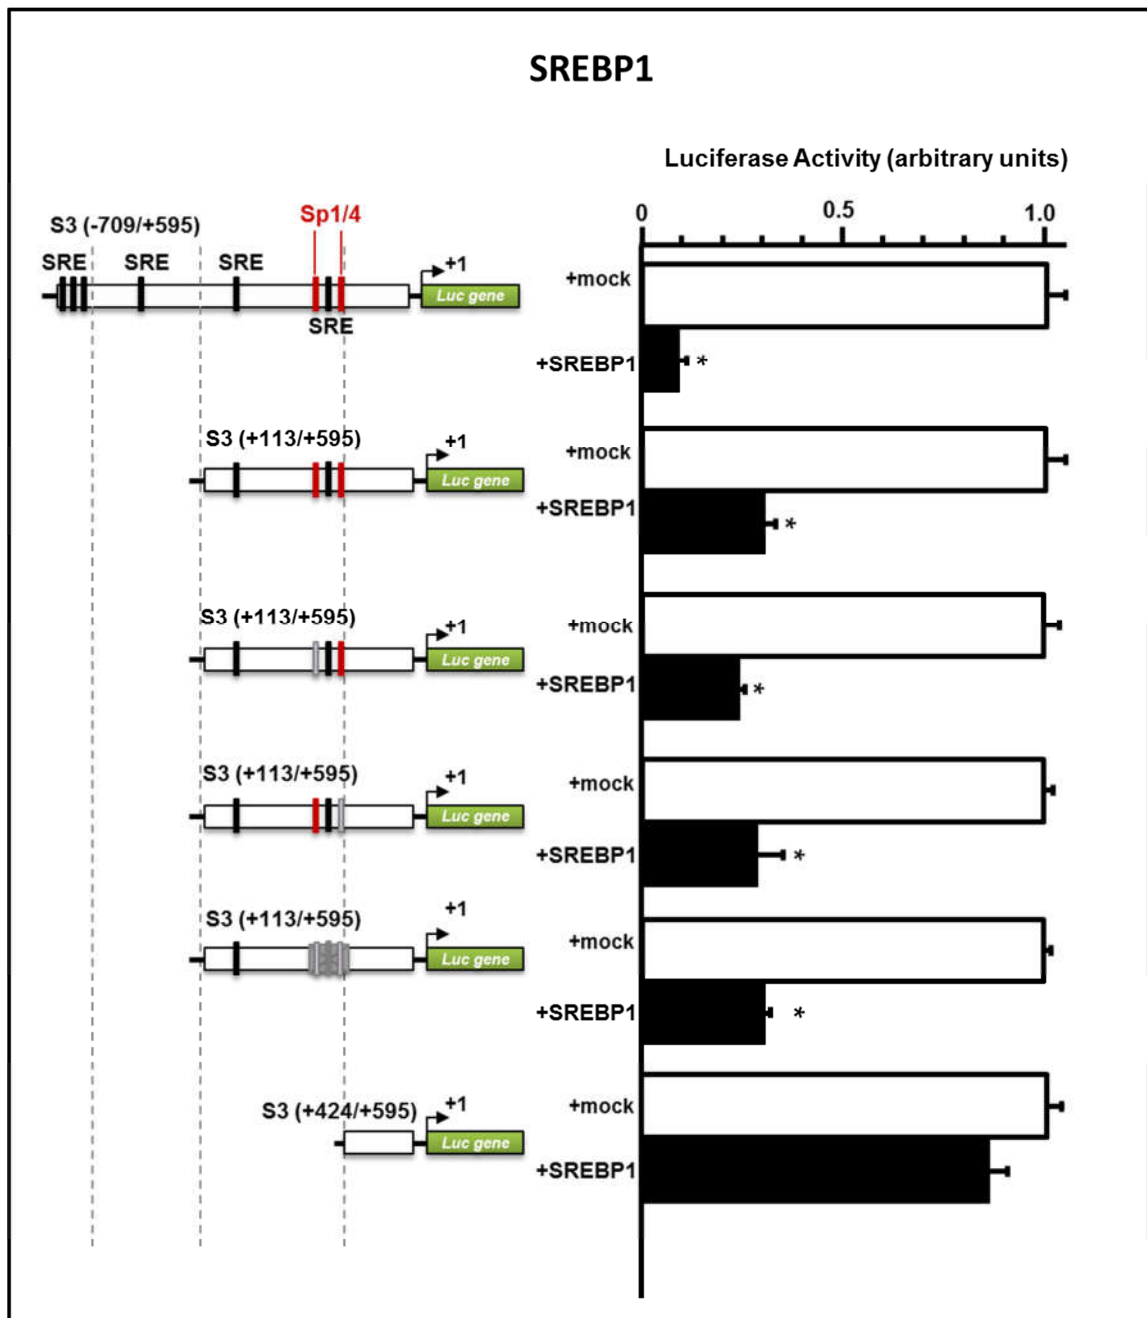 SREBP1
Luciferase Activity (arbitrary units)
0 0.5 1.0
S3 (-709/+595) Sp1/4
SRE SRE SRE +1
Luc gene
SRE
+mock
+SREBP1 *
S3 (+113/+595) +1
Luc gene
+mock
+SREBP1 *
S3 (+113/+595) +1
Luc gene
+mock
+SREBP1 *
S3 (+113/+595) +1
Luc gene
+mock
+SREBP1 *
S3 (+113/+595) +1
Luc gene
+mock
+SREBP1 *
S3 (+424/+595) +1
Luc gene
+mock
+SREBP1